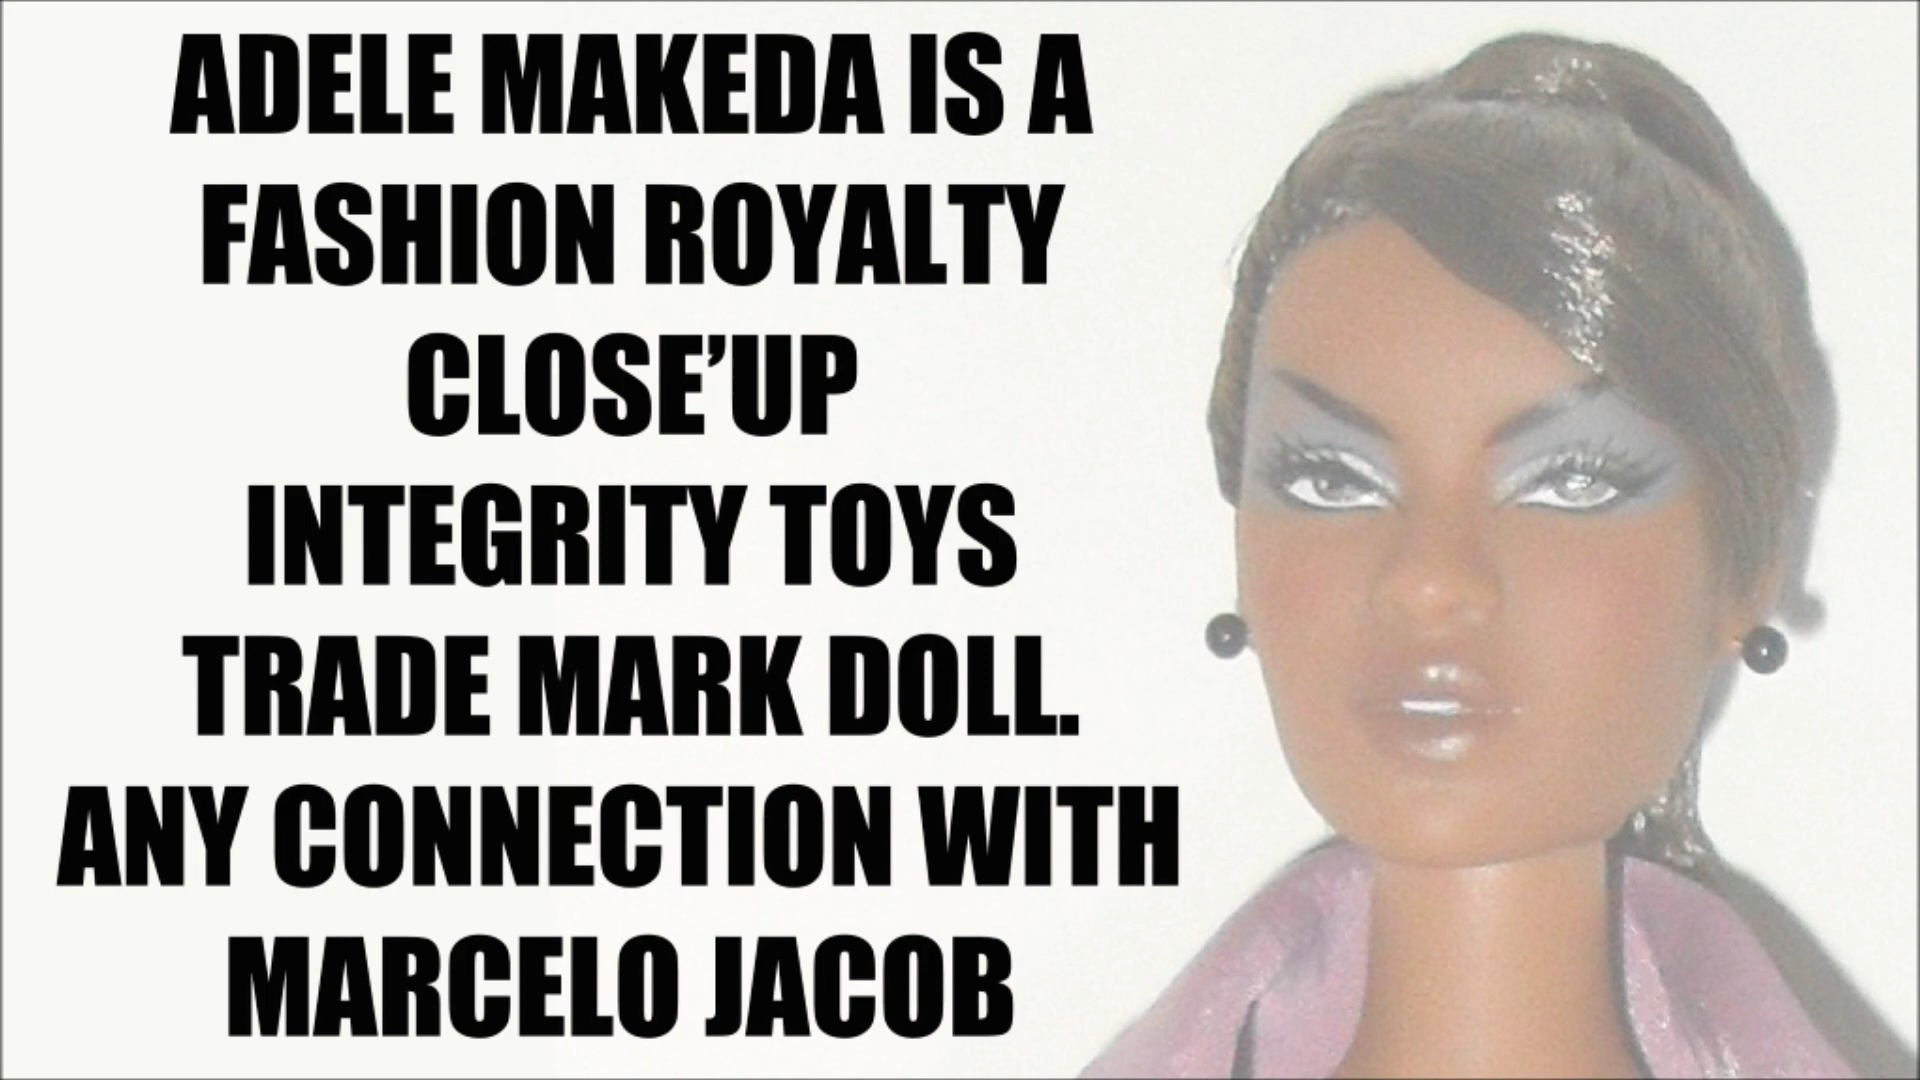 ADELE MAKEDA IS A
FASHION ROYALTY
CLOSE’UP
INTEGRITY TOYS
TRADE MARK DOLL.
ANY CONNECTION WITH
MARCELO JACOB